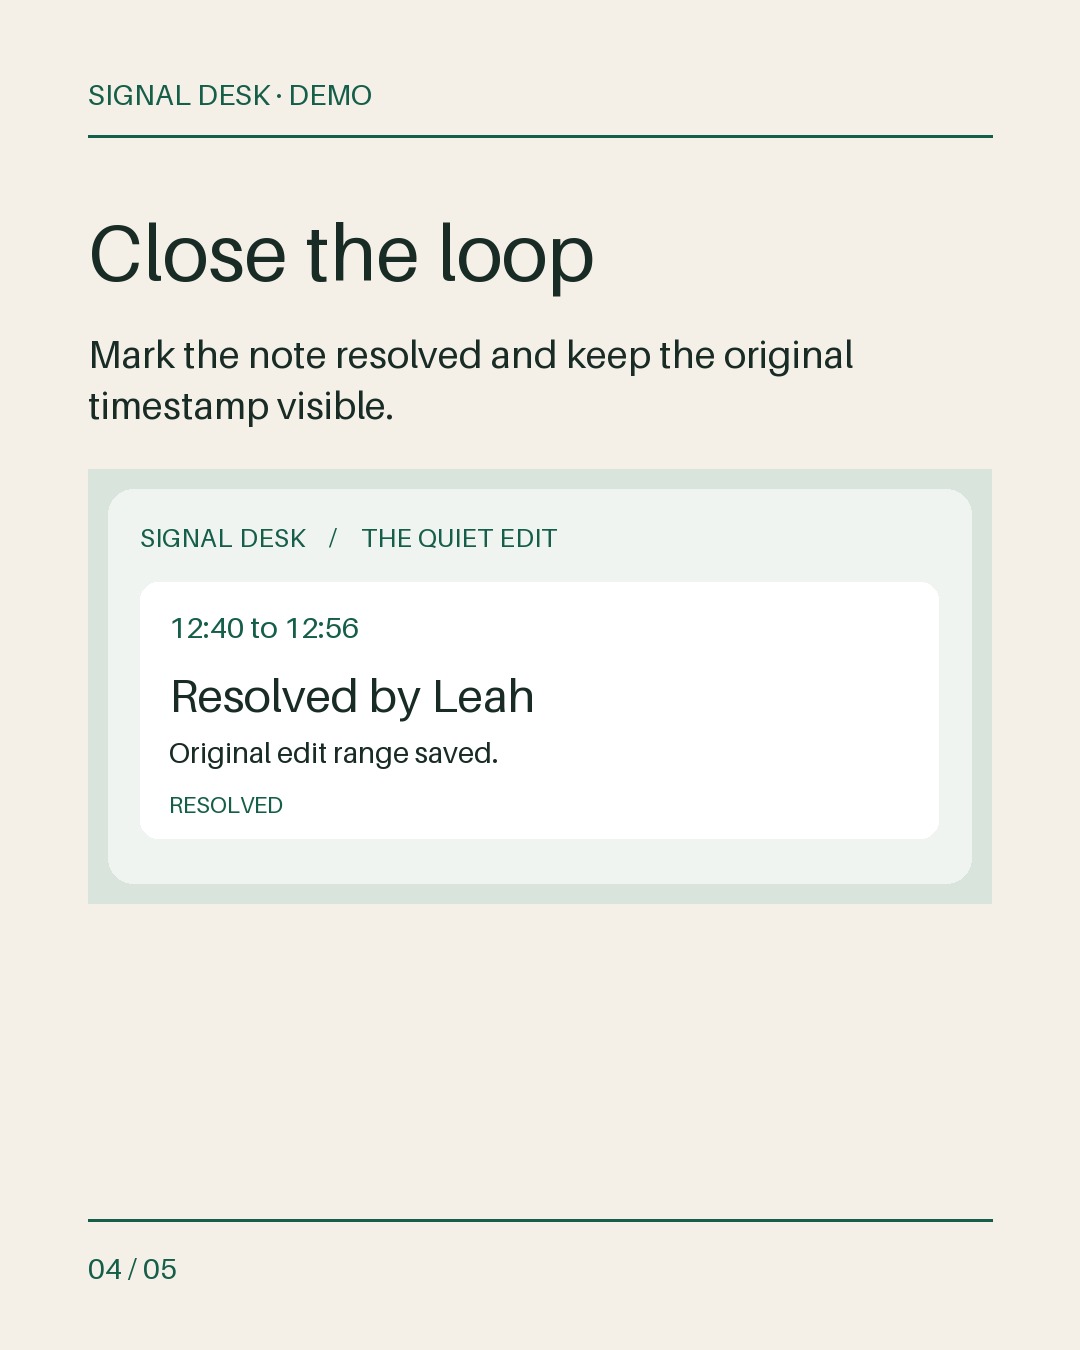 SIGNAL DESK · DEMO
Close the loop
Mark the note resolved and keep the original
timestamp visible.
SIGNAL DESK / THE QUIET EDIT
12:40 to 12:56
Resolved by Leah
Original edit range saved.
RESOLVED
04 / 05